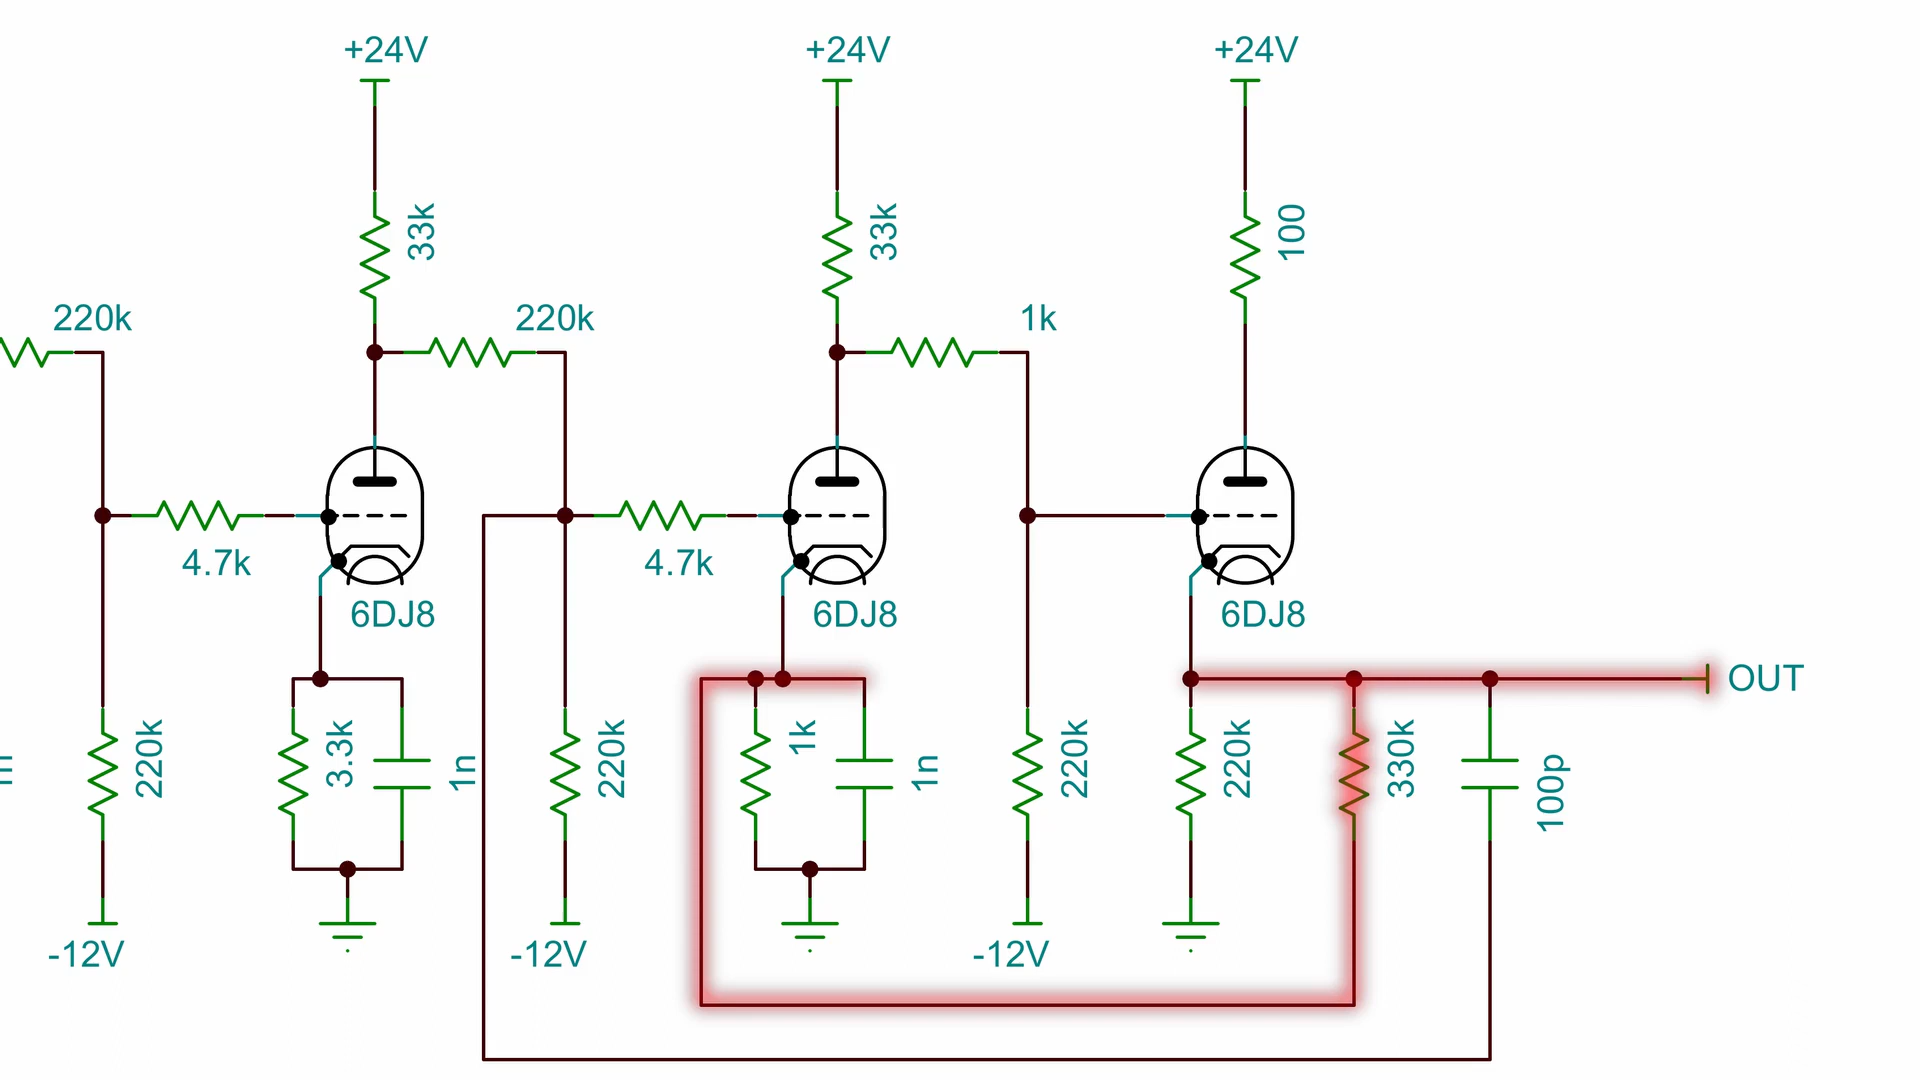 +24V
+24V
+24V
33k
33k
100
220k
220k
1k
4.7k
4.7k
6DJ8
6DJ8
6DJ8
OUT
220k
3.3k
1n
220k
1k
1n
220k
220k
330k
100p
-12V
-12V
-12V